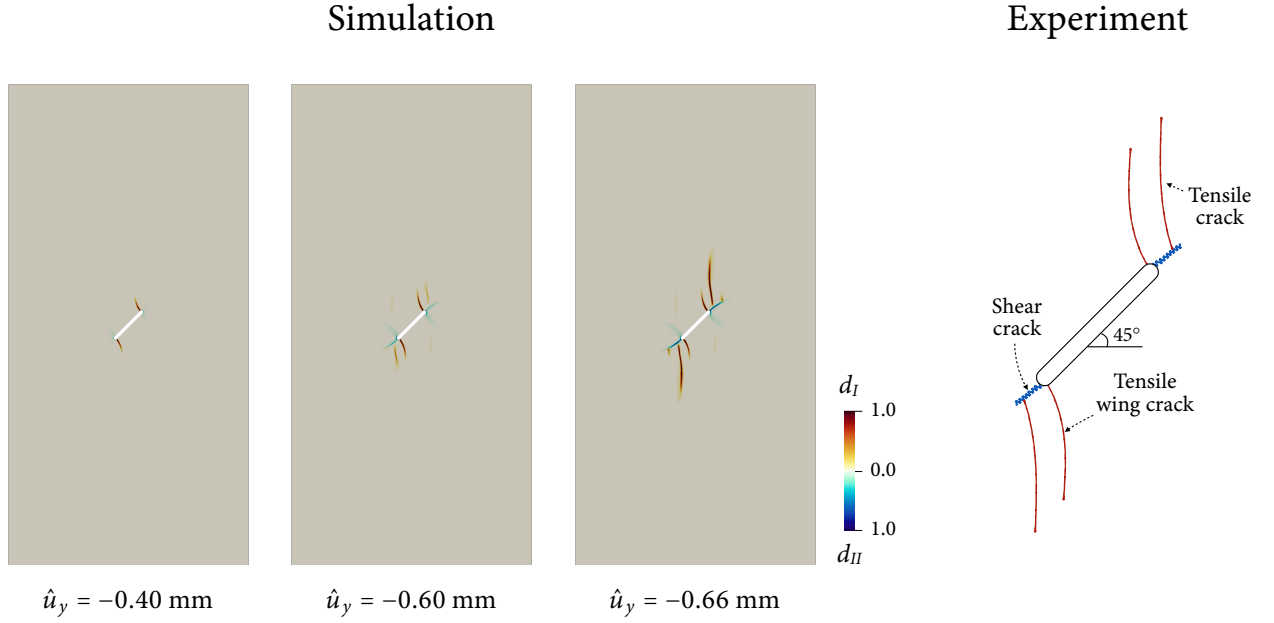 Simulation
Experiment
Tensile
crack
Shear
crack
45°
Tensile
wing crack
d_I
1.0
0.0
1.0
d_II
û_y = −0.40 mm
û_y = −0.60 mm
û_y = −0.66 mm